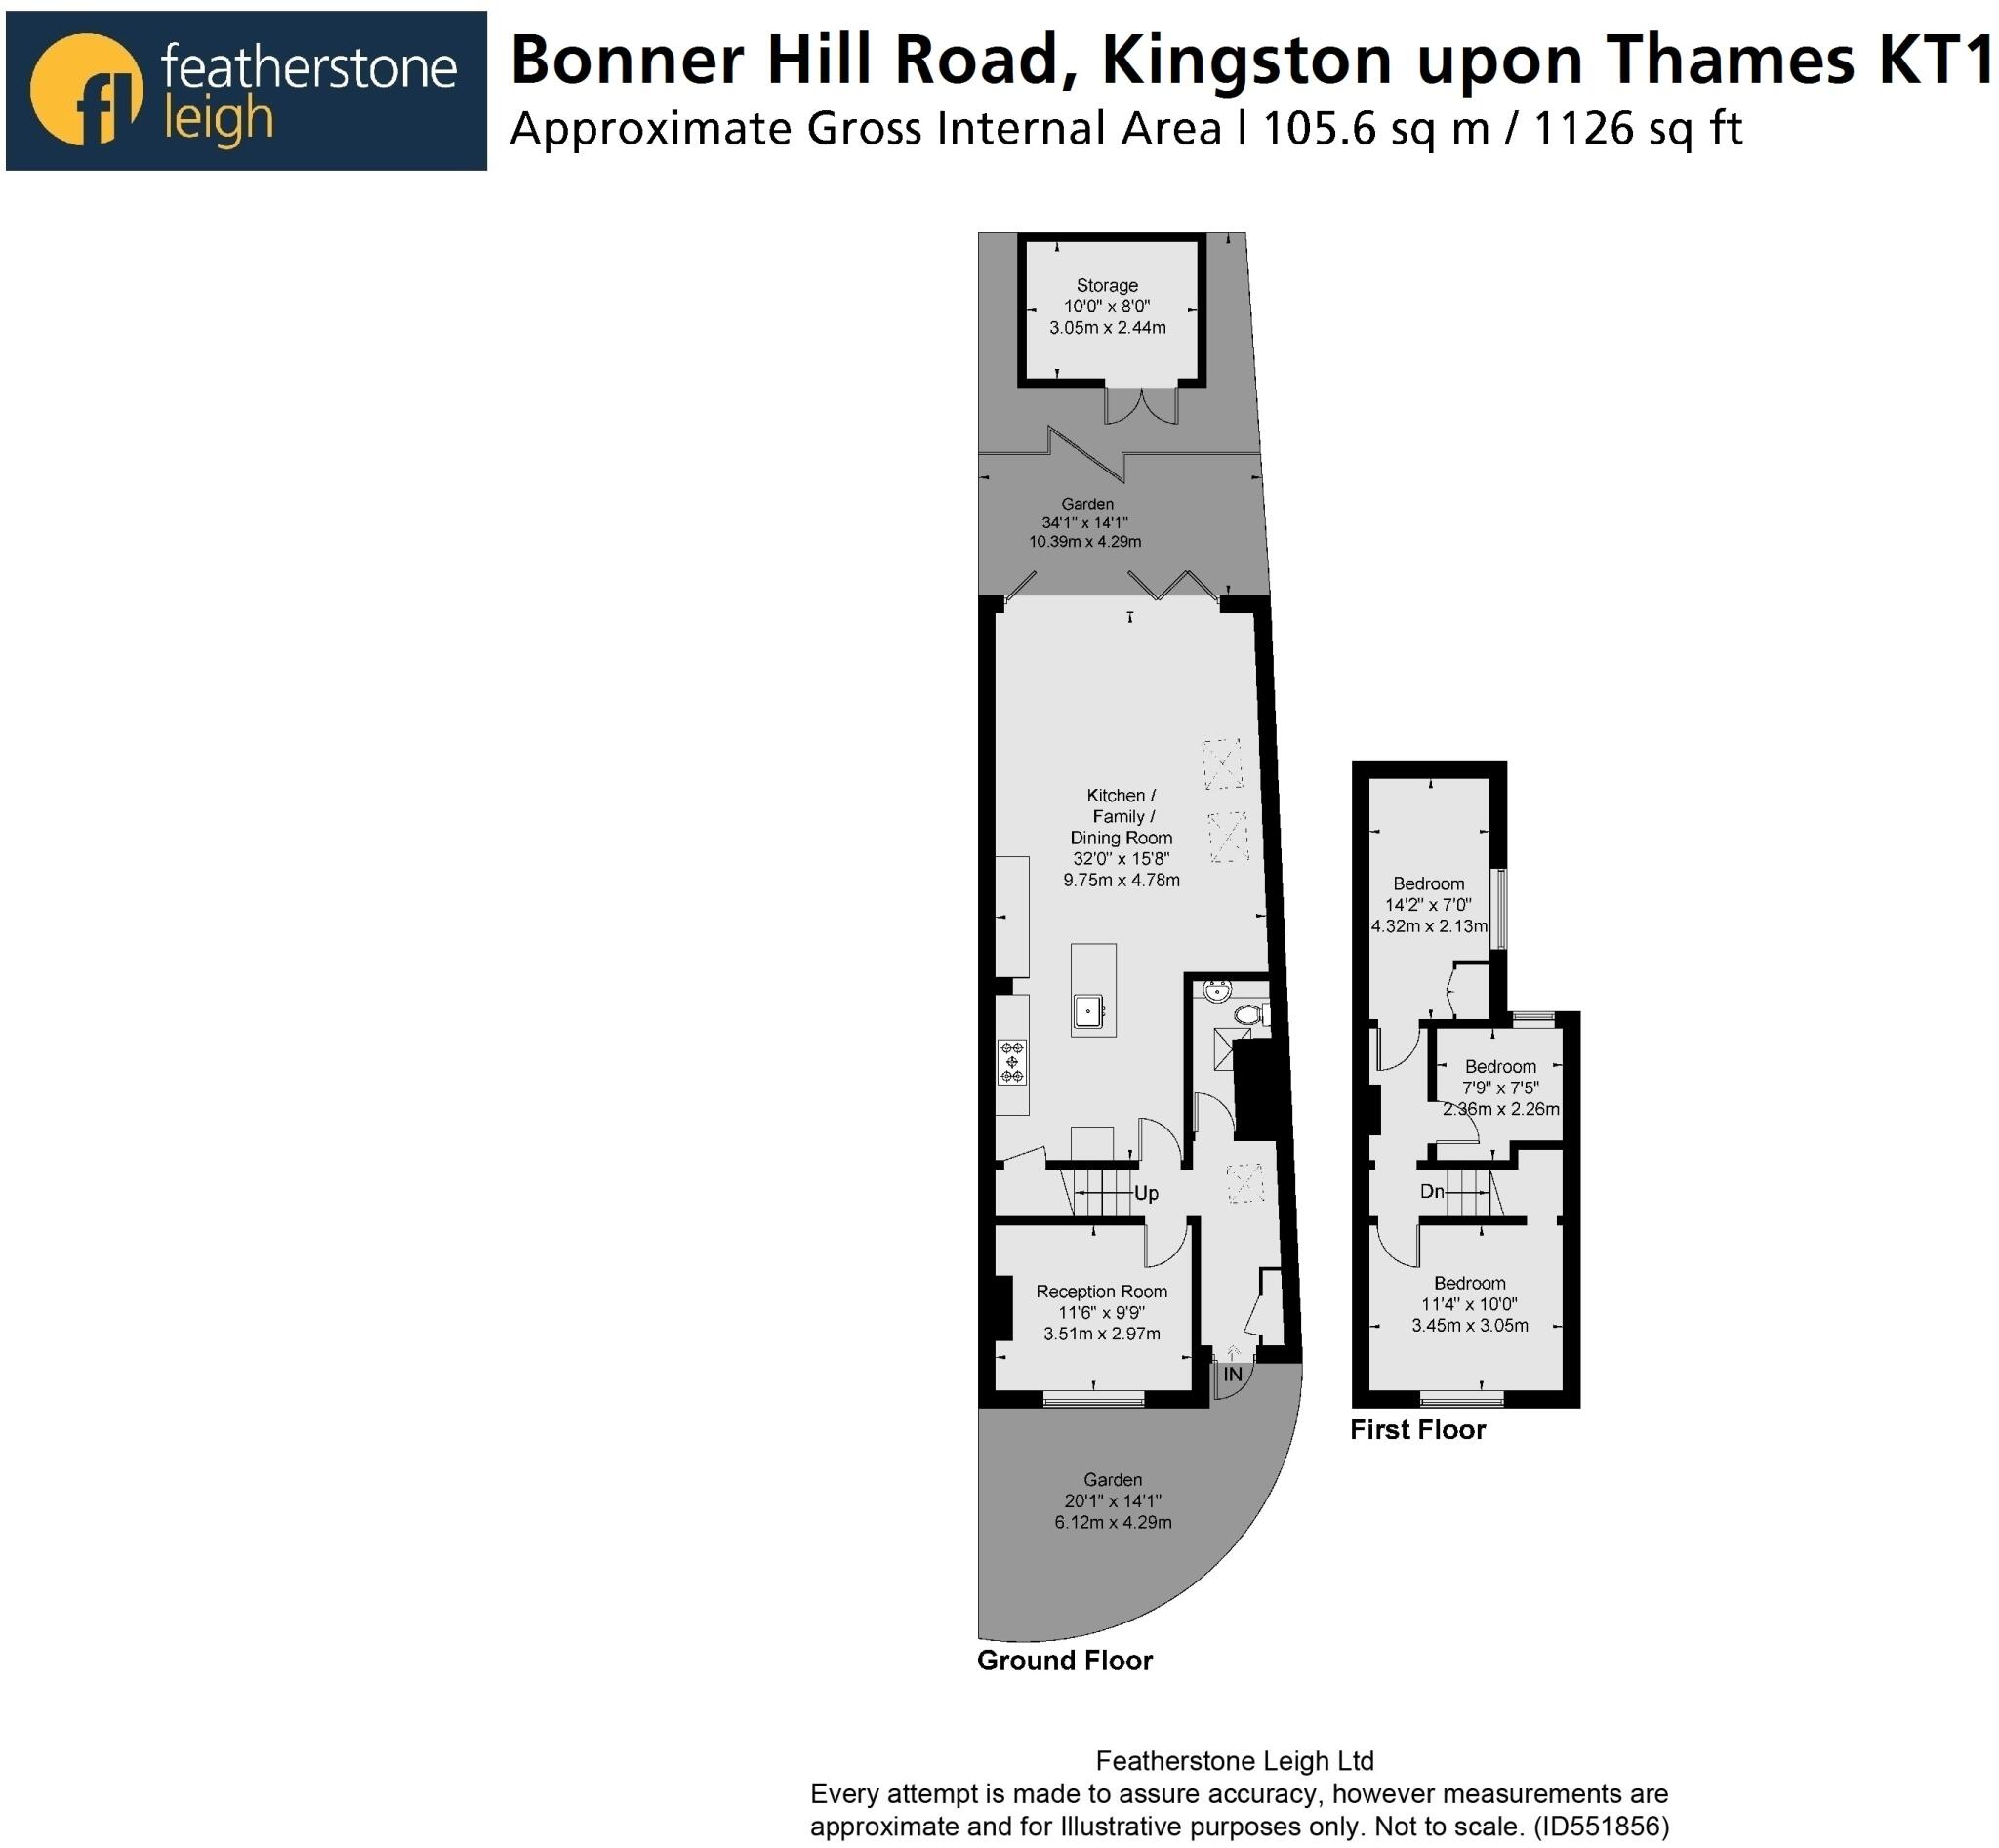 featherstone
leigh
fl
Bonner Hill Road, Kingston upon Thames KT1
Approximate Gross Internal Area | 105.6 sq m / 1126 sq ft
Storage
10'0" x 8'0"
3.05m x 2.44m
Garden
34'1" x 14'1"
10.39m x 4.29m
Kitchen /
Family /
Dining Room
32'0" x 15'8"
9.75m x 4.78m
Up
Reception Room
11'6" x 9'9"
3.51m x 2.97m
IN
Garden
20'1" x 14'1"
6.12m x 4.29m
Ground Floor
Bedroom
14'2" x 7'0"
4.32m x 2.13m
Bedroom
7'9" x 7'5"
2.36m x 2.26m
Dn
Bedroom
11'4" x 10'0"
3.45m x 3.05m
First Floor
Featherstone Leigh Ltd
Every attempt is made to assure accuracy, however measurements are
approximate and for Illustrative purposes only. Not to scale. (ID551856)